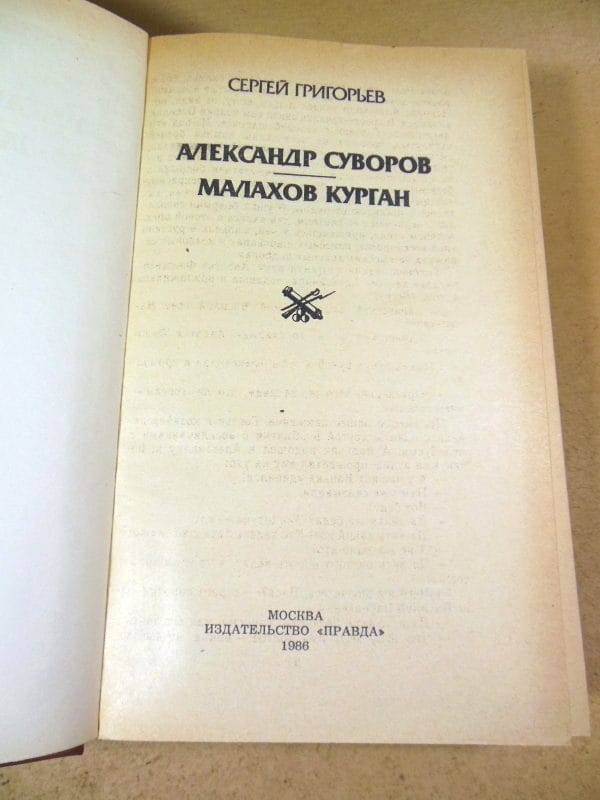 СЕРГЕЙ ГРИГОРЬЕВ
АЛЕКСАНДР СУВОРОВ
МАЛАХОВ КУРГАН
МОСКВА
ИЗДАТЕЛЬСТВО «ПРАВДА»
1986